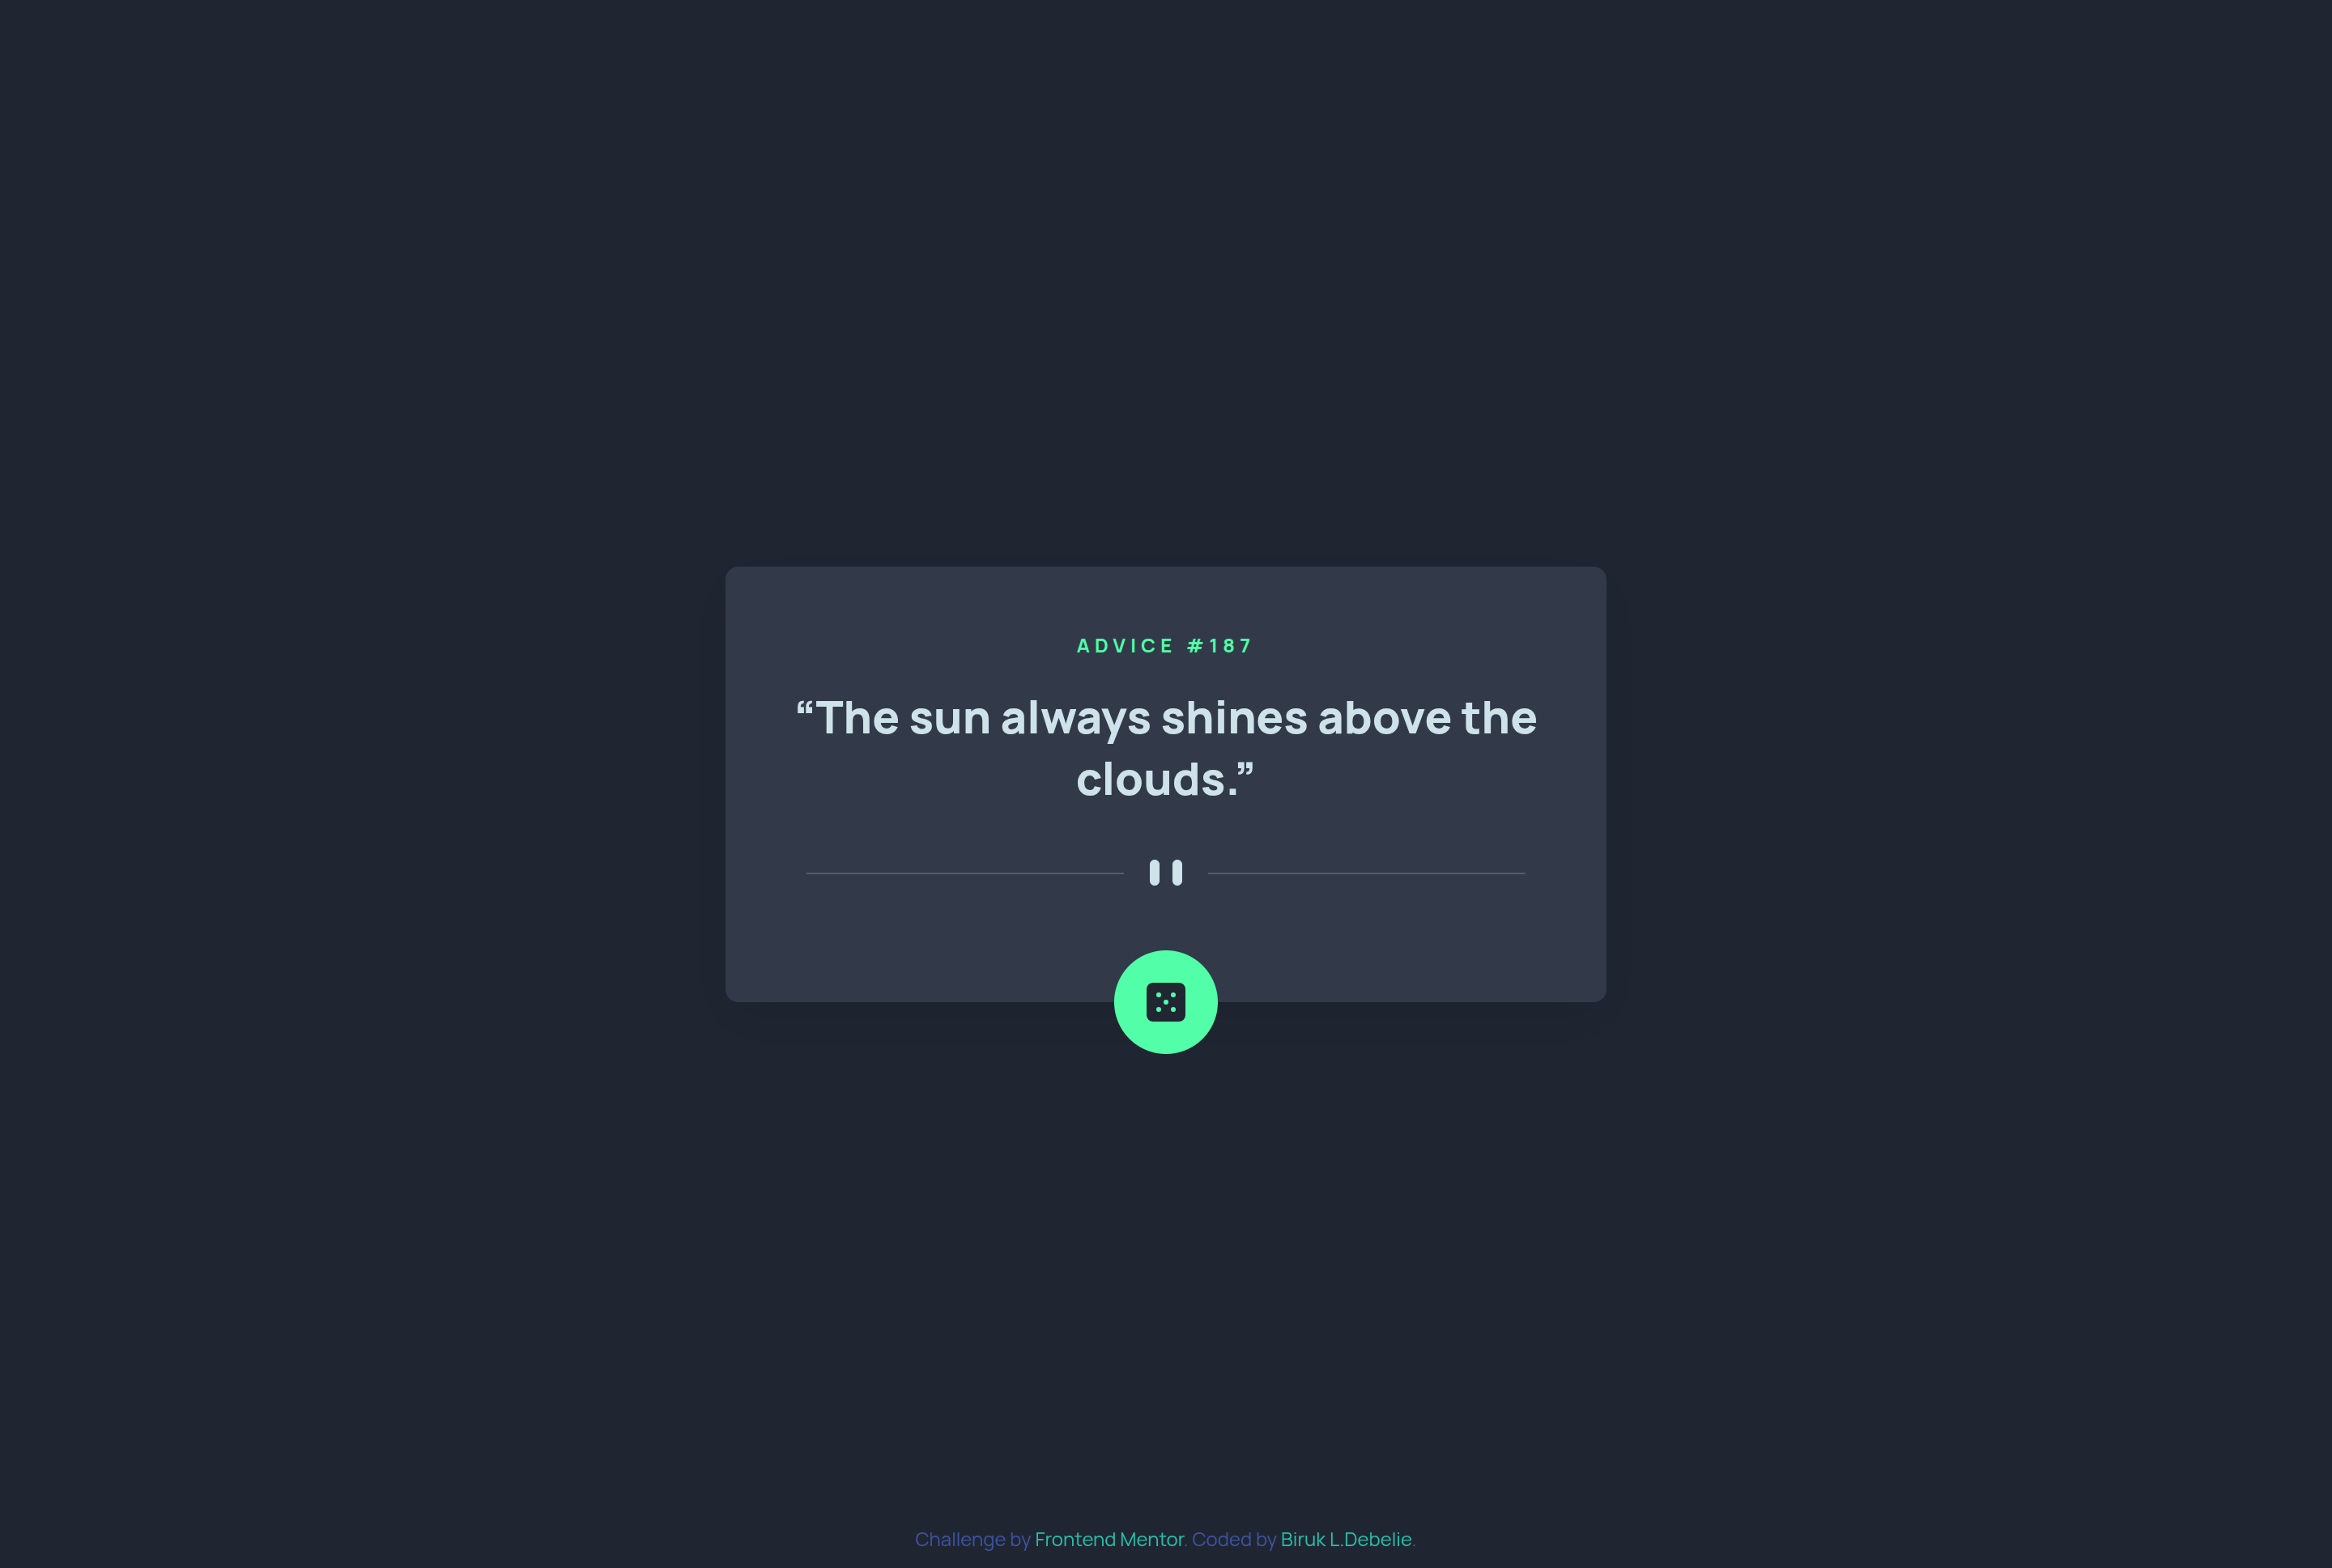 ADVICE #187
“The sun always shines above the
clouds.”
Challenge by Frontend Mentor. Coded by Biruk L.Debelie.